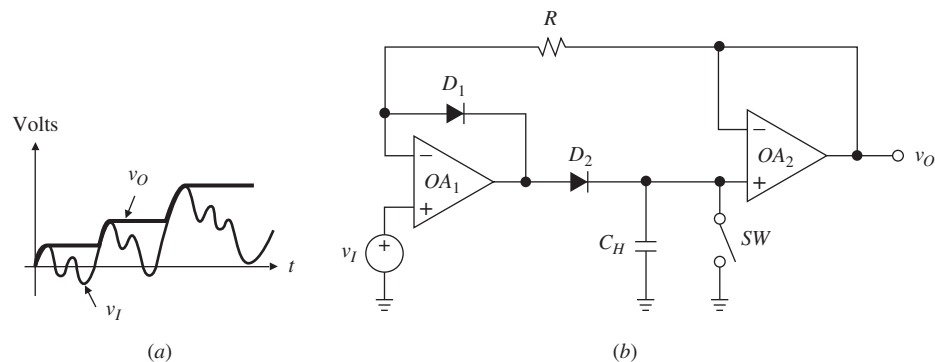 Volts
v_O
t
v_I
(a)
R
D_1
OA_1
D_2
OA_2
v_O
v_I
C_H
SW
(b)